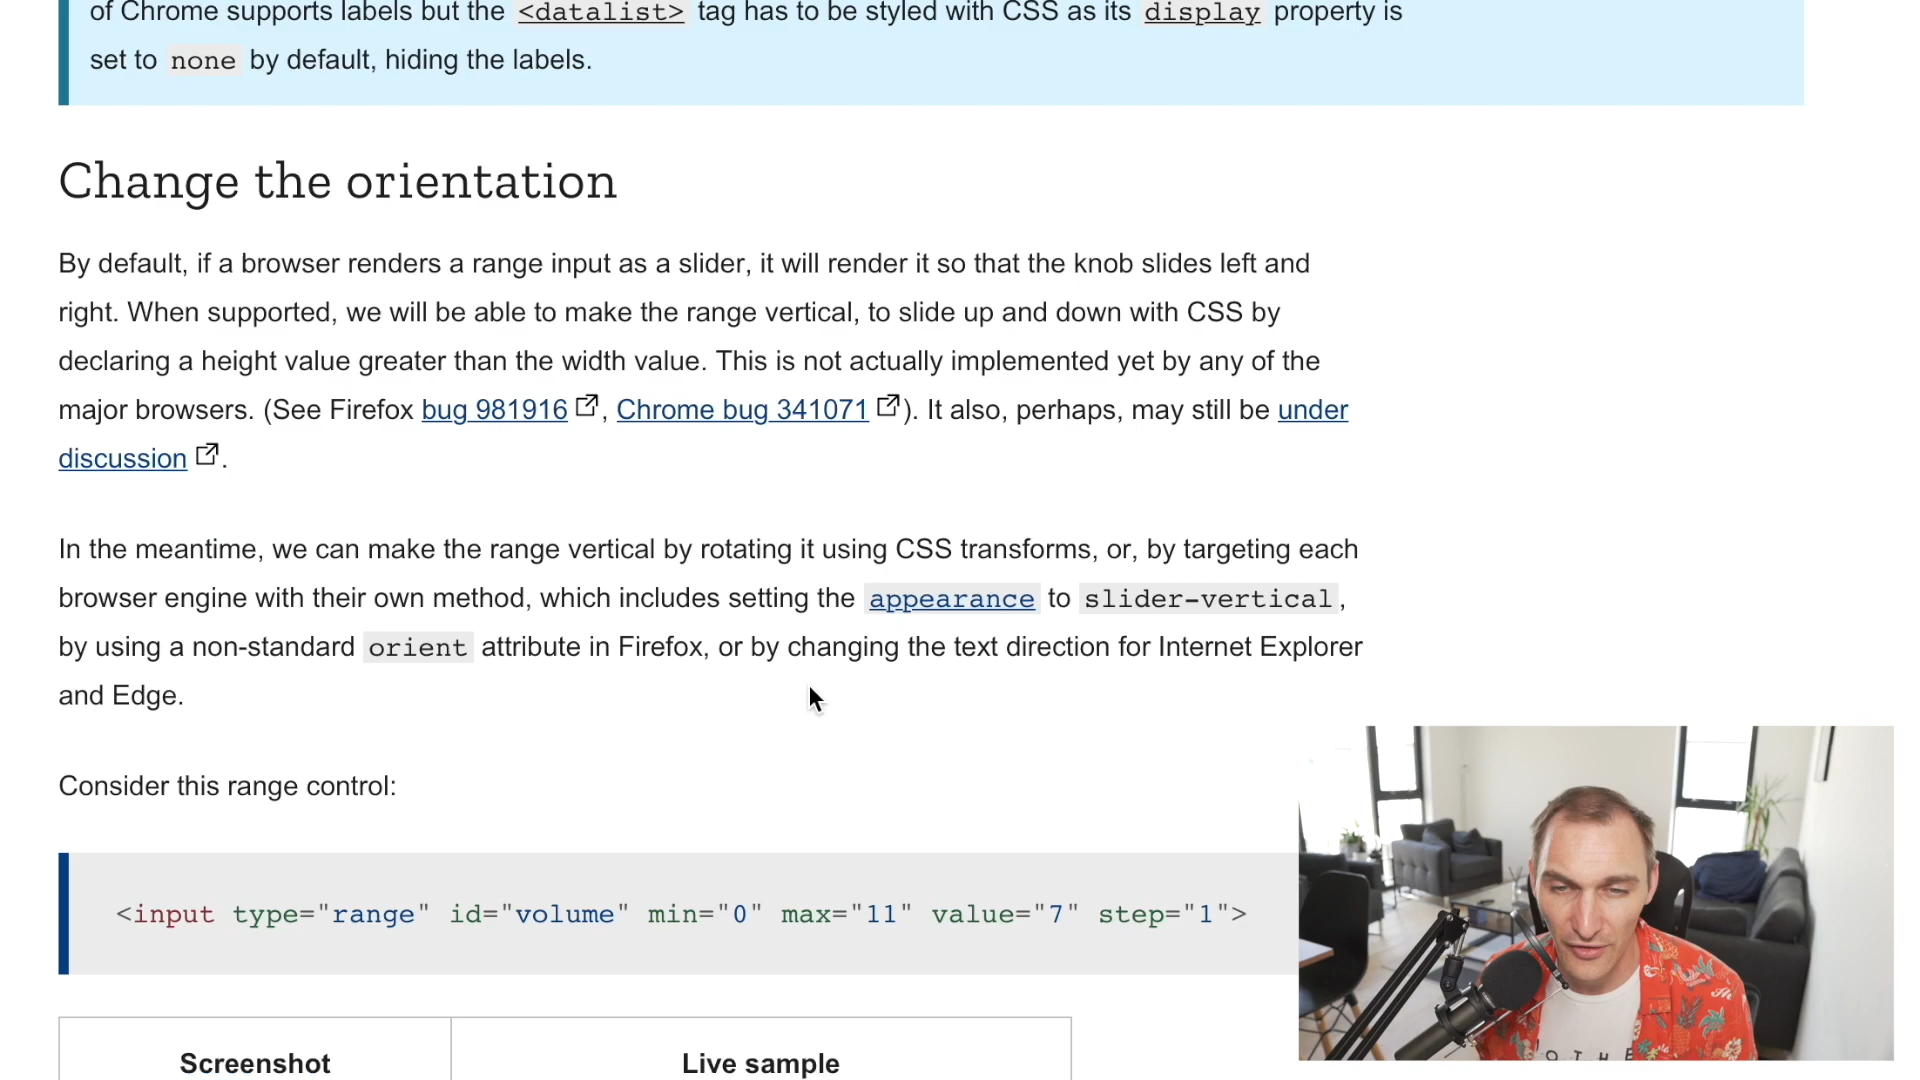 of Chrome supports labels but the <datalist> tag has to be styled with CSS as its display property is
set to none by default, hiding the labels.
Change the orientation
By default, if a browser renders a range input as a slider, it will render it so that the knob slides left and
right. When supported, we will be able to make the range vertical, to slide up and down with CSS by
declaring a height value greater than the width value. This is not actually implemented yet by any of the
major browsers. (See Firefox bug 981916, Chrome bug 341071). It also, perhaps, may still be under
discussion.
In the meantime, we can make the range vertical by rotating it using CSS transforms, or, by targeting each
browser engine with their own method, which includes setting the appearance to slider-vertical,
by using a non-standard orient attribute in Firefox, or by changing the text direction for Internet Explorer
and Edge.
Consider this range control:
<input type="range" id="volume" min="0" max="11" value="7" step="1">
Screenshot Live sample
OTHE